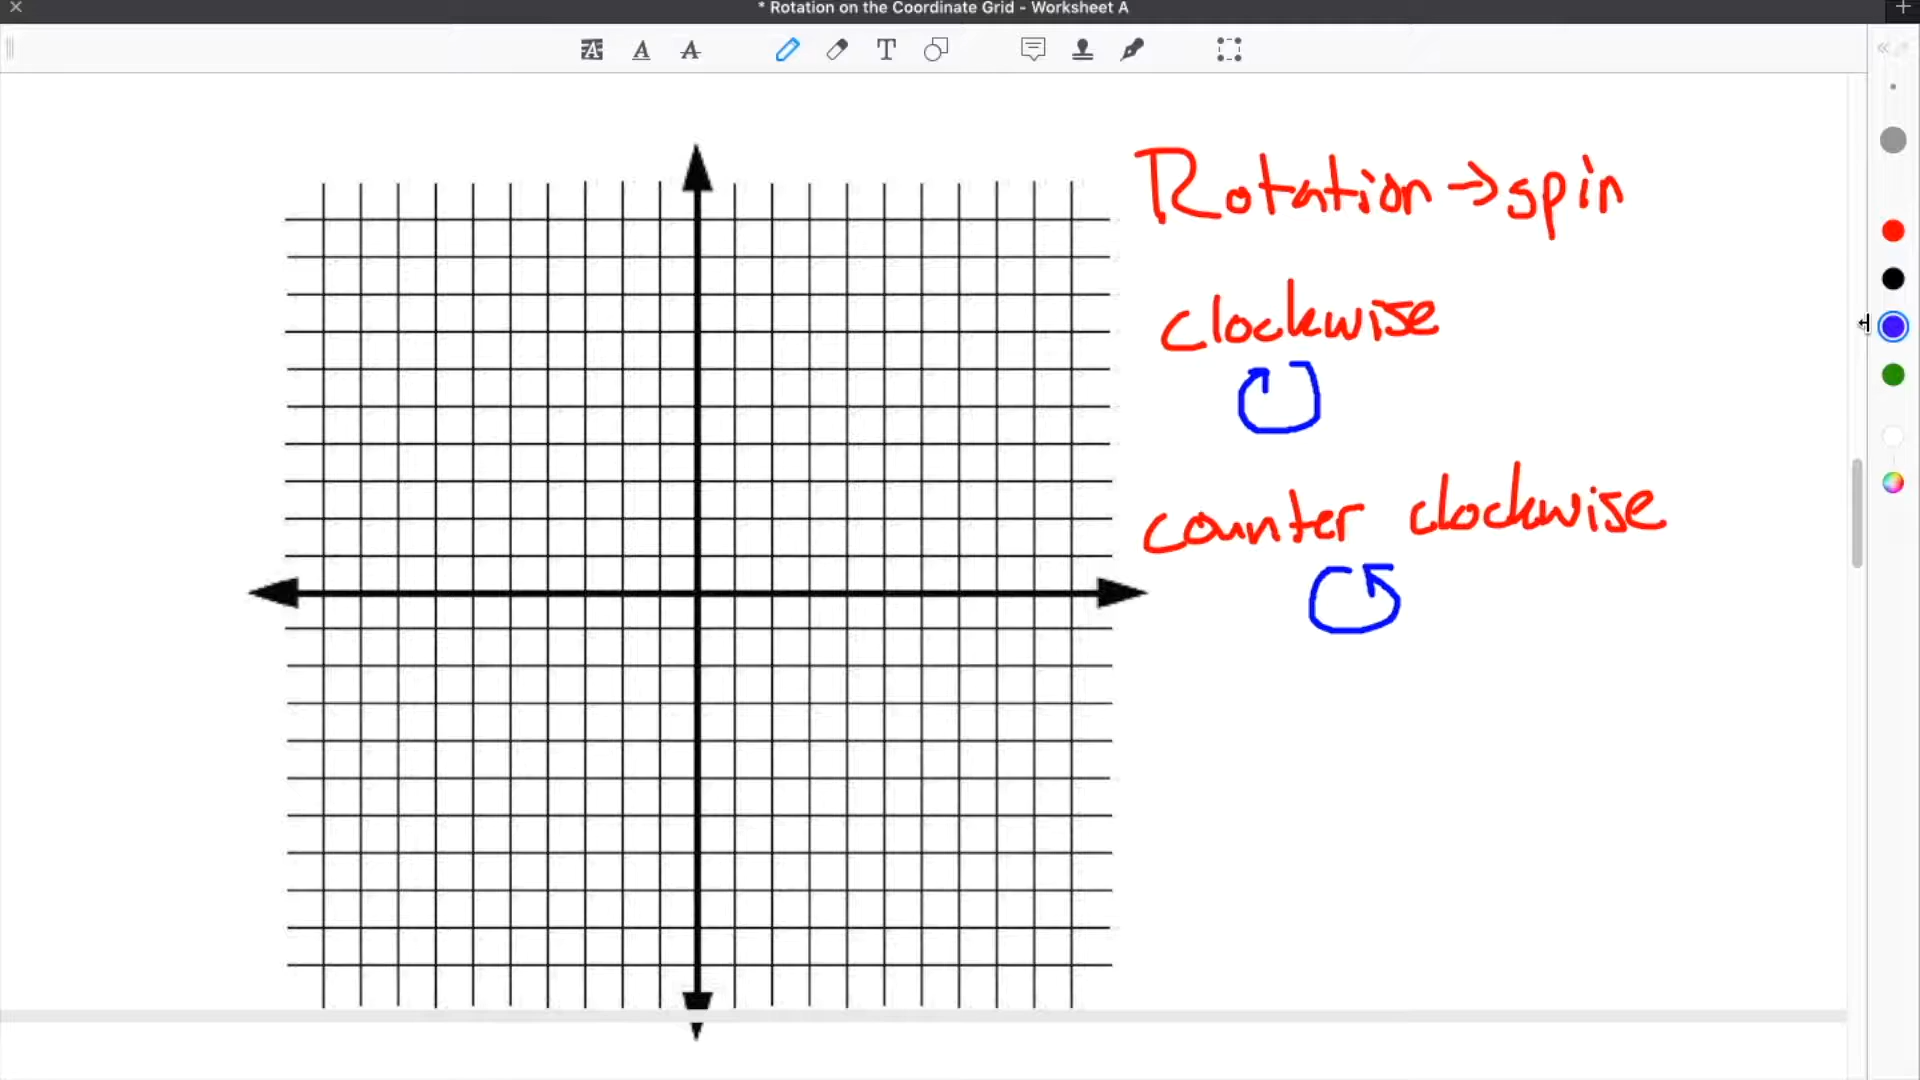 * Rotation on the Coordinate Grid - Worksheet A
Rotation → spin
clockwise
counter clockwise